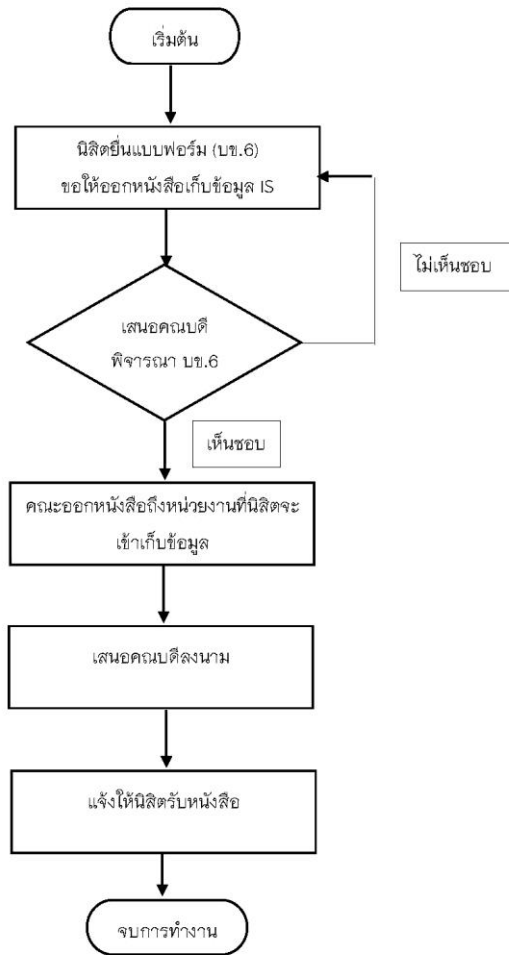 เริ่มต้น
นิสิตยื่นแบบฟอร์ม (บข.6)
ขอให้ออกหนังสือเก็บข้อมูล IS
ไม่เห็นชอบ
เสนอคณบดี
พิจารณา บข.6
เห็นชอบ
คณะออกหนังสือถึงหน่วยงานที่นิสิตจะ
เข้าเก็บข้อมูล
เสนอคณบดีลงนาม
แจ้งให้นิสิตรับหนังสือ
จบการทำงาน